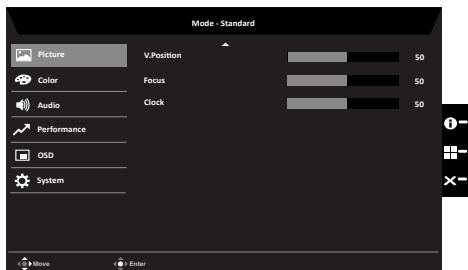 Mode - Standard
Picture
V.Position 50
Color
Focus 50
Audio
Clock 50
Performance
OSD
System
Move Enter